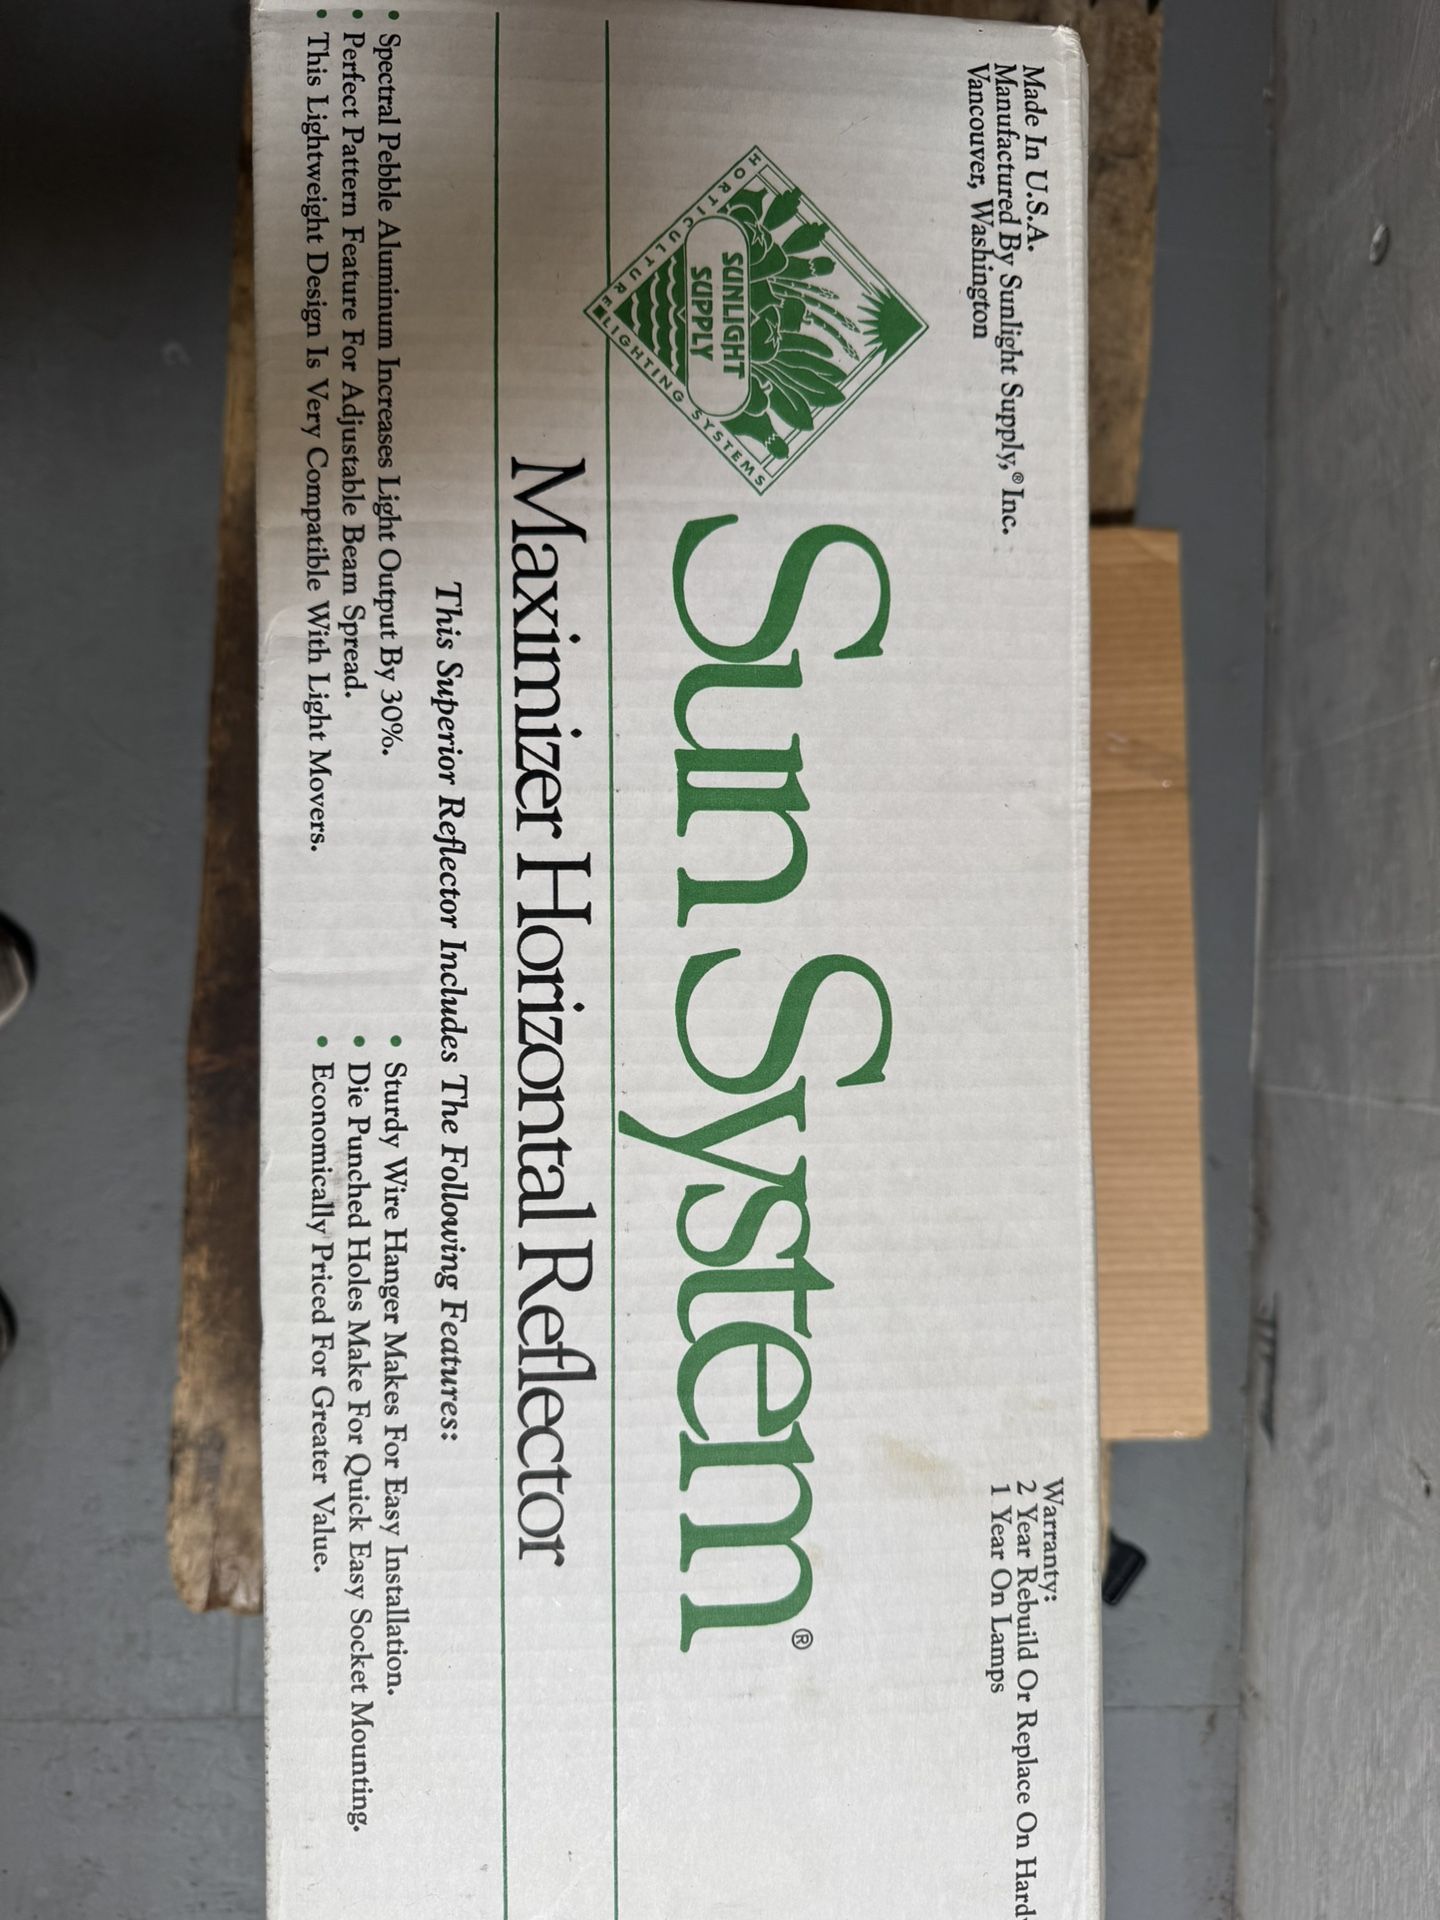 Made In U.S.A.
Manufactured By Sunlight Supply,® Inc.
Vancouver, Washington
Warranty:
2 Year Rebuild Or Replace On
1 Year On Lamps
HORTICULTURE LIGHTING SYSTEMS
SUNLIGHT
SUPPLY
Sun System®
Maximizer Horizontal Reflector
This Superior Reflector Includes The Following Features:
• Spectral Pebble Aluminum Increases Light Output By 30%.
• Perfect Pattern Feature For Adjustable Beam Spread.
• This Lightweight Design Is Very Compatible With Light Movers.
• Sturdy Wire Hanger Makes For Easy Installation.
• Die Punched Holes Make For Quick Easy Socket Mounting.
• Economically Priced For Greater Value.